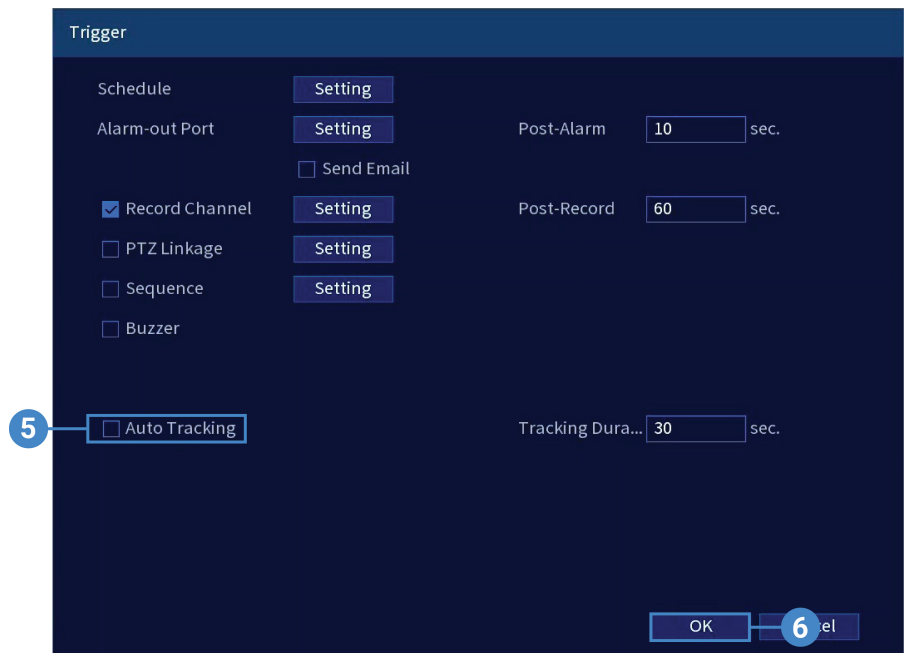 Trigger
Schedule Setting
Alarm-out Port Setting Post-Alarm 10 sec.
Send Email
Record Channel Setting Post-Record 60 sec.
PTZ Linkage Setting
Sequence Setting
Buzzer
5 Auto Tracking Tracking Dura... 30 sec.
OK 6 el